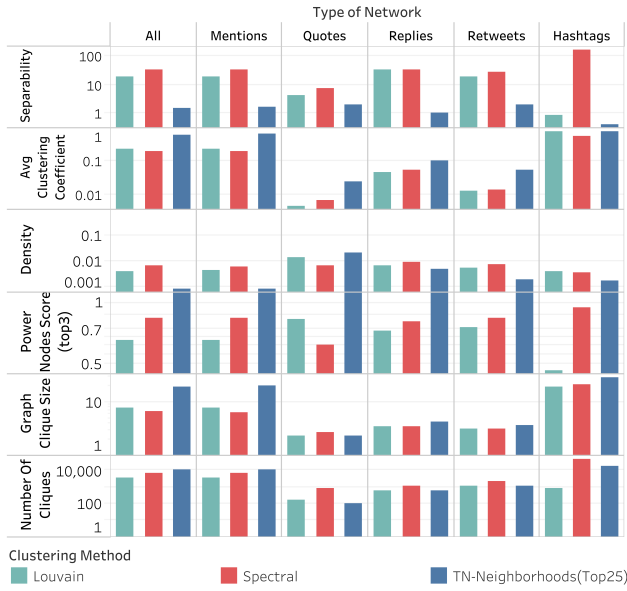 Type of Network
All Mentions Quotes Replies Retweets Hashtags
Separability
100
10
1
Avg
Clustering
Coefficient
1
0.1
0.01
Density
0.1
0.01
0.001
Power
Nodes Score
(top3)
1
0.7
0.5
Graph
Clique Size
10
1
Number Of
Cliques
10,000
100
1
Clustering Method
Louvain Spectral TN-Neighborhoods(Top25)